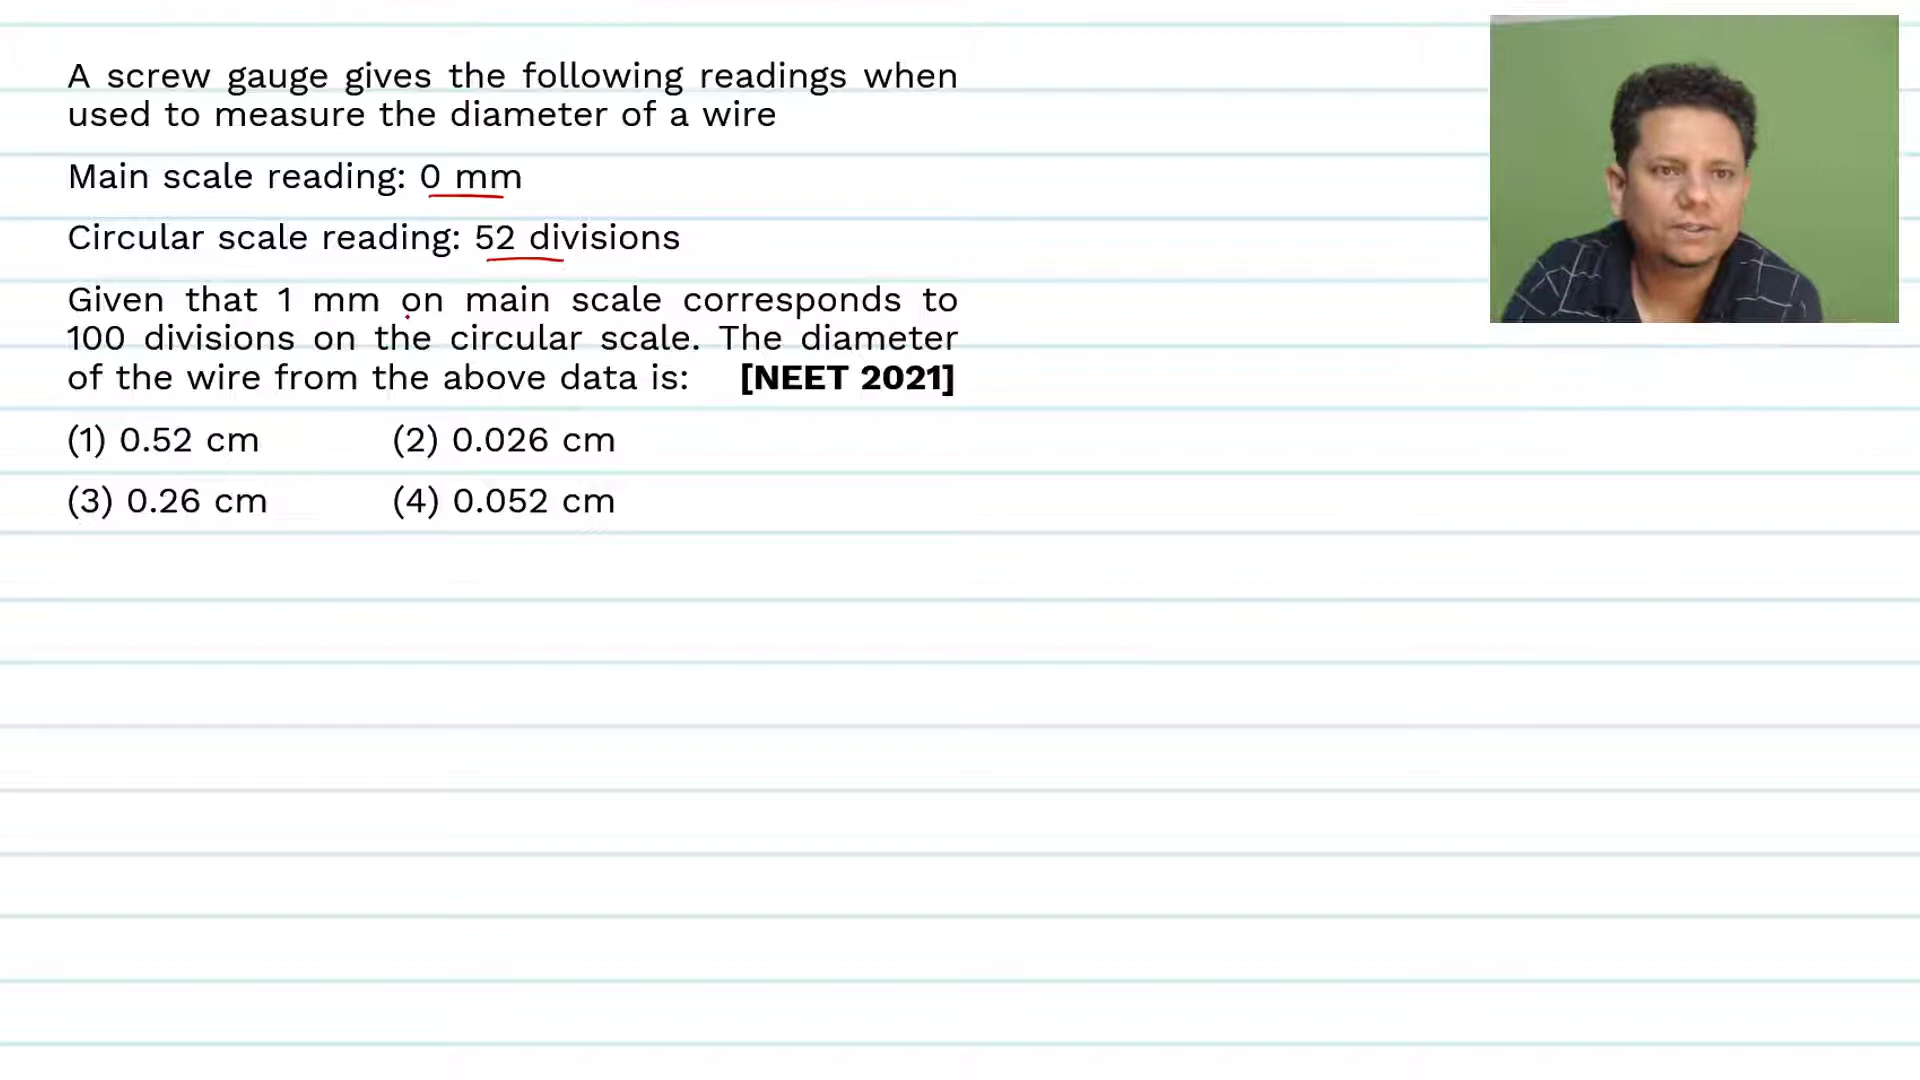 A screw gauge gives the following readings when
used to measure the diameter of a wire
Main scale reading: 0 mm
Circular scale reading: 52 divisions
Given that 1 mm on main scale corresponds to
100 divisions on the circular scale. The diameter
of the wire from the above data is: [NEET 2021]
(1) 0.52 cm (2) 0.026 cm
(3) 0.26 cm (4) 0.052 cm